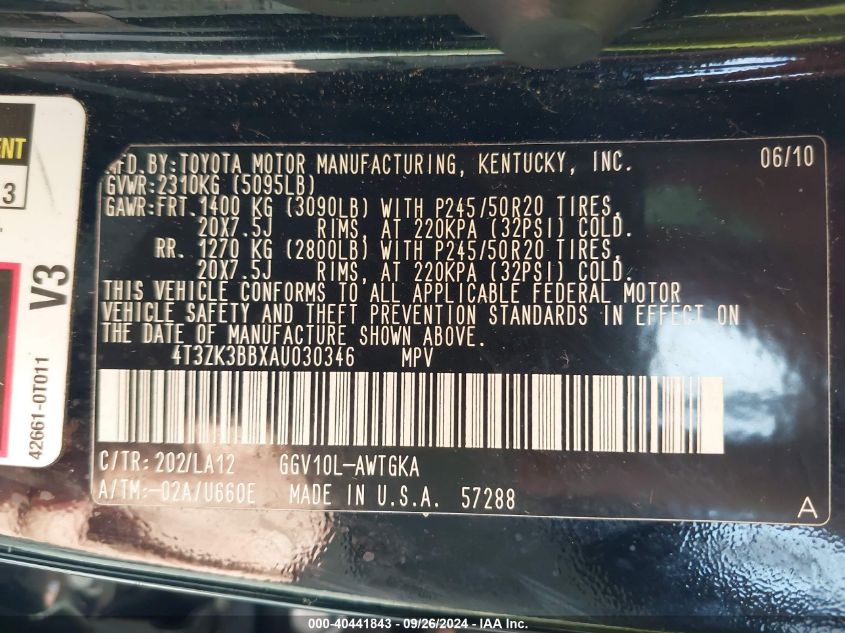 ENT
3
V3
42661-0T011
MFD. BY:TOYOTA MOTOR MANUFACTURING, KENTUCKY, INC. 06/10
GVWR:2310KG (5095LB)
GAWR:FRT. 1400 KG (3090LB) WITH P245/50R20 TIRES,
20X7.5J RIMS, AT 220KPA (32PSI) COLD.
RR. 1270 KG (2800LB) WITH P245/50R20 TIRES,
20X7.5J RIMS, AT 220KPA (32PSI) COLD.
THIS VEHICLE CONFORMS TO ALL APPLICABLE FEDERAL MOTOR
VEHICLE SAFETY AND THEFT PREVENTION STANDARDS IN EFFECT ON
THE DATE OF MANUFACTURE SHOWN ABOVE.
4T3ZK3BBXAU030346 MPV
C/TR:202/LA12 GGV10L-AWTGKA
A/TM:-02A/U660E MADE IN U.S.A. 57288 A
000-40441843 - 09/26/2024 - IAA Inc.